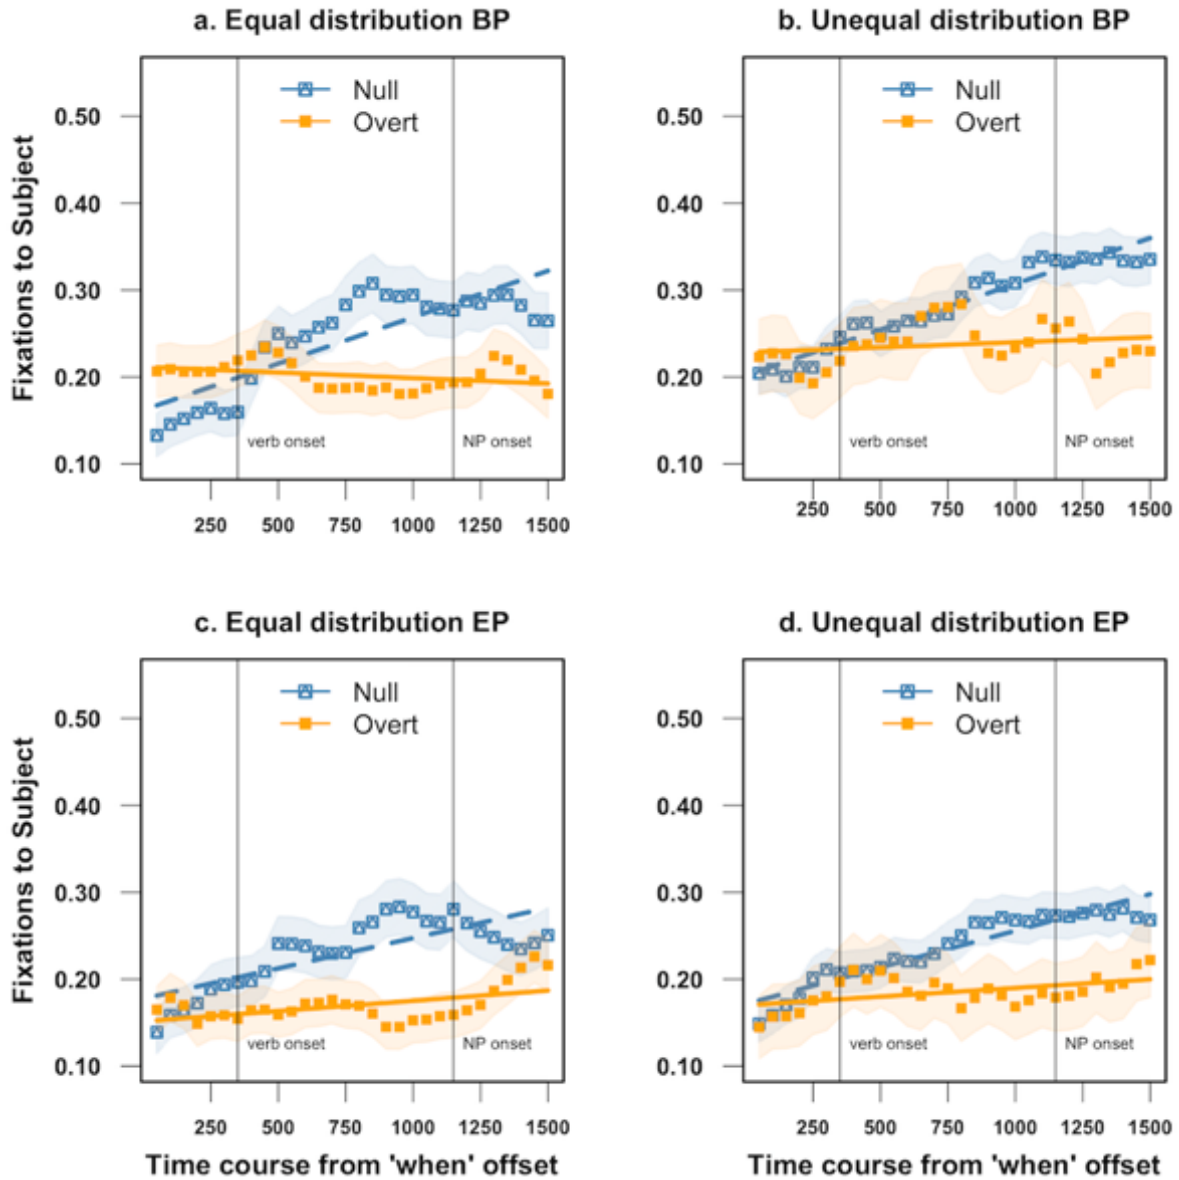 a. Equal distribution BP
Fixations to Subject
0.50
0.40
0.30
0.20
0.10
Null
Overt
verb onset
NP onset
250 500 750 1000 1250 1500
b. Unequal distribution BP
0.50
0.40
0.30
0.20
0.10
Null
Overt
verb onset
NP onset
250 500 750 1000 1250 1500
c. Equal distribution EP
Fixations to Subject
0.50
0.40
0.30
0.20
0.10
Null
Overt
verb onset
NP onset
250 500 750 1000 1250 1500
Time course from 'when' offset
d. Unequal distribution EP
0.50
0.40
0.30
0.20
0.10
Null
Overt
verb onset
NP onset
250 500 750 1000 1250 1500
Time course from 'when' offset